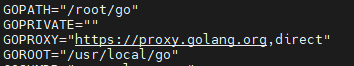 GOPATH="/root/go"
GOPRIVATE=""
GOPROXY="https://proxy.golang.org,direct"
GOROOT="/usr/local/go"